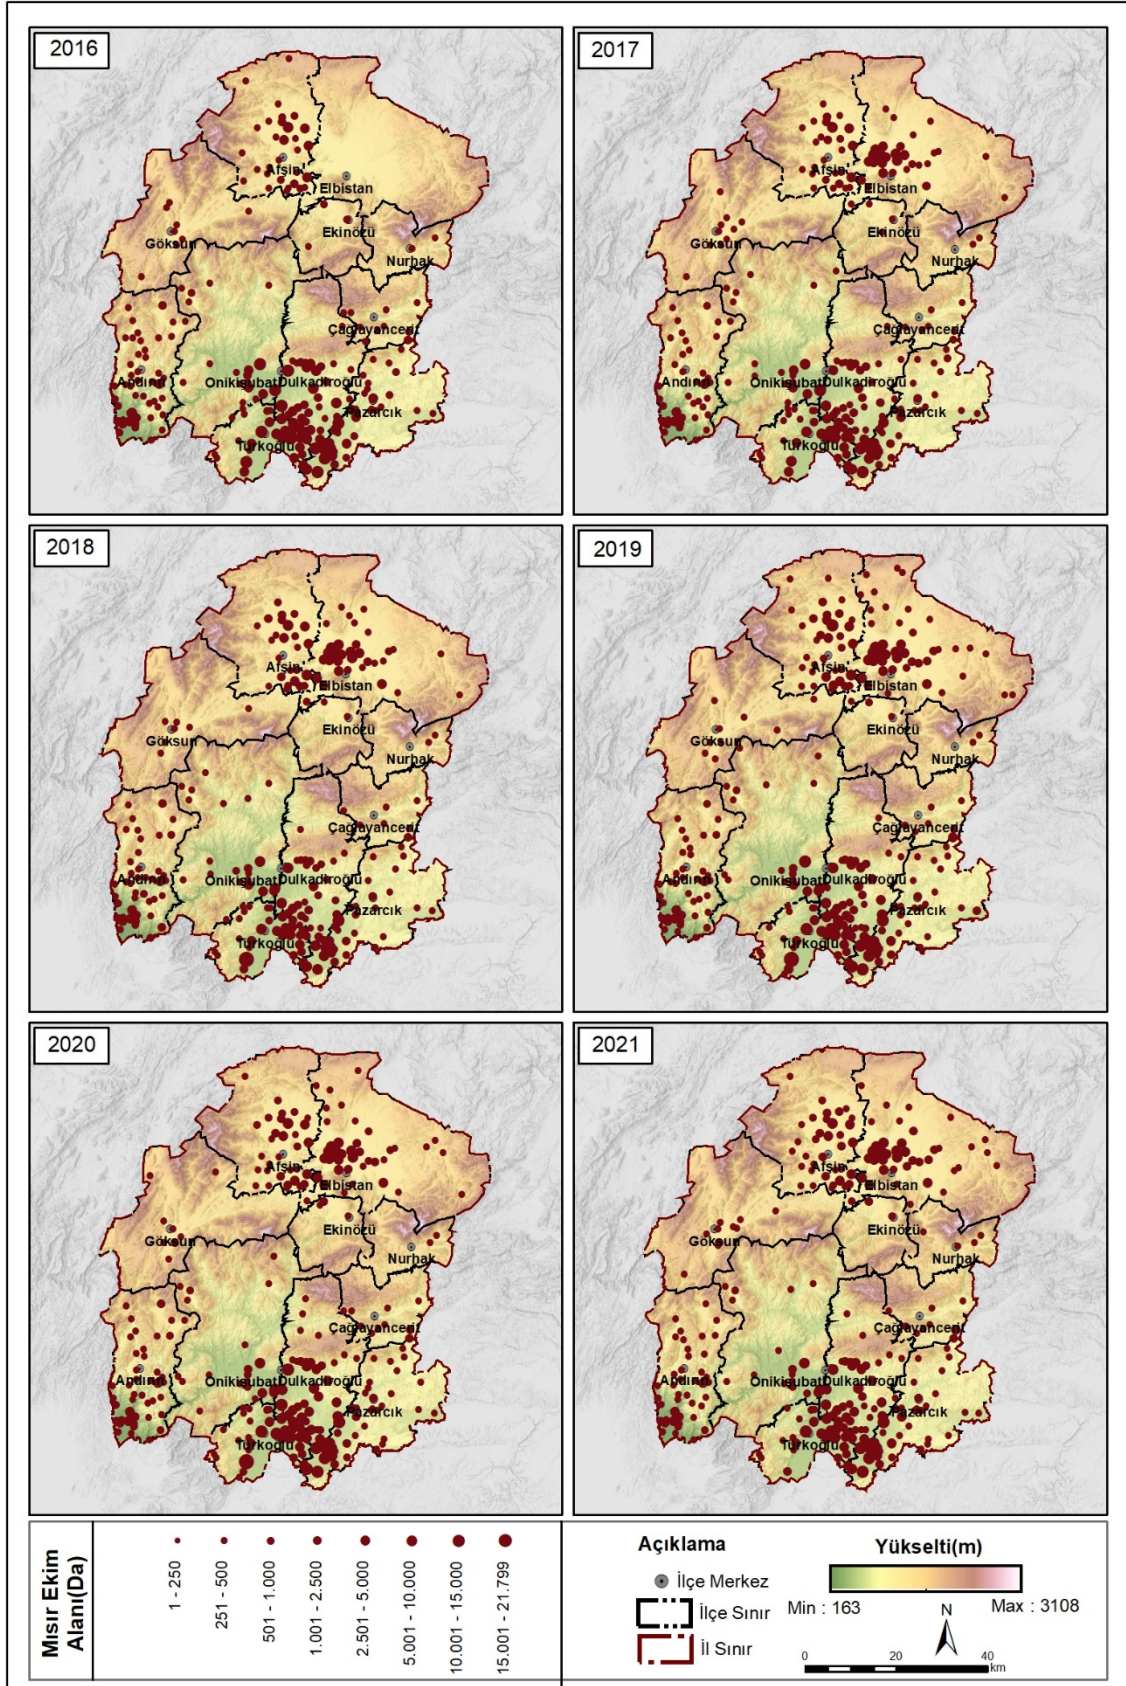 2016
Afşin
Elbistan
Ekinözü
Göksun
Nurhak
Çağlayancerit
Andırın
Onikişubat
Dulkadiroğlu
Pazarcık
Türkoğlu
2017
Afşin
Elbistan
Ekinözü
Göksun
Nurhak
Çağlayancerit
Andırın
Onikişubat
Dulkadiroğlu
Pazarcık
Türkoğlu
2018
Afşin
Elbistan
Ekinözü
Göksun
Nurhak
Çağlayancerit
Andırın
Onikişubat
Dulkadiroğlu
Pazarcık
Türkoğlu
2019
Afşin
Elbistan
Ekinözü
Göksun
Nurhak
Çağlayancerit
Andırın
Onikişubat
Dulkadiroğlu
Pazarcık
Türkoğlu
2020
Afşin
Elbistan
Ekinözü
Göksun
Nurhak
Çağlayancerit
Andırın
Onikişubat
Dulkadiroğlu
Pazarcık
Türkoğlu
2021
Afşin
Elbistan
Ekinözü
Göksun
Nurhak
Çağlayancerit
Andırın
Onikişubat
Dulkadiroğlu
Pazarcık
Türkoğlu
Mısır Ekim
Alanı(Da)
1 - 250
251 - 500
501 - 1.000
1.001 - 2.500
2.501 - 5.000
5.001 - 10.000
10.001 - 15.000
15.001 - 21.799
Açıklama
İlçe Merkez
İlçe Sınır
İl Sınır
Yükselti(m)
Min : 163
Max : 3108
N
0 20 40
km